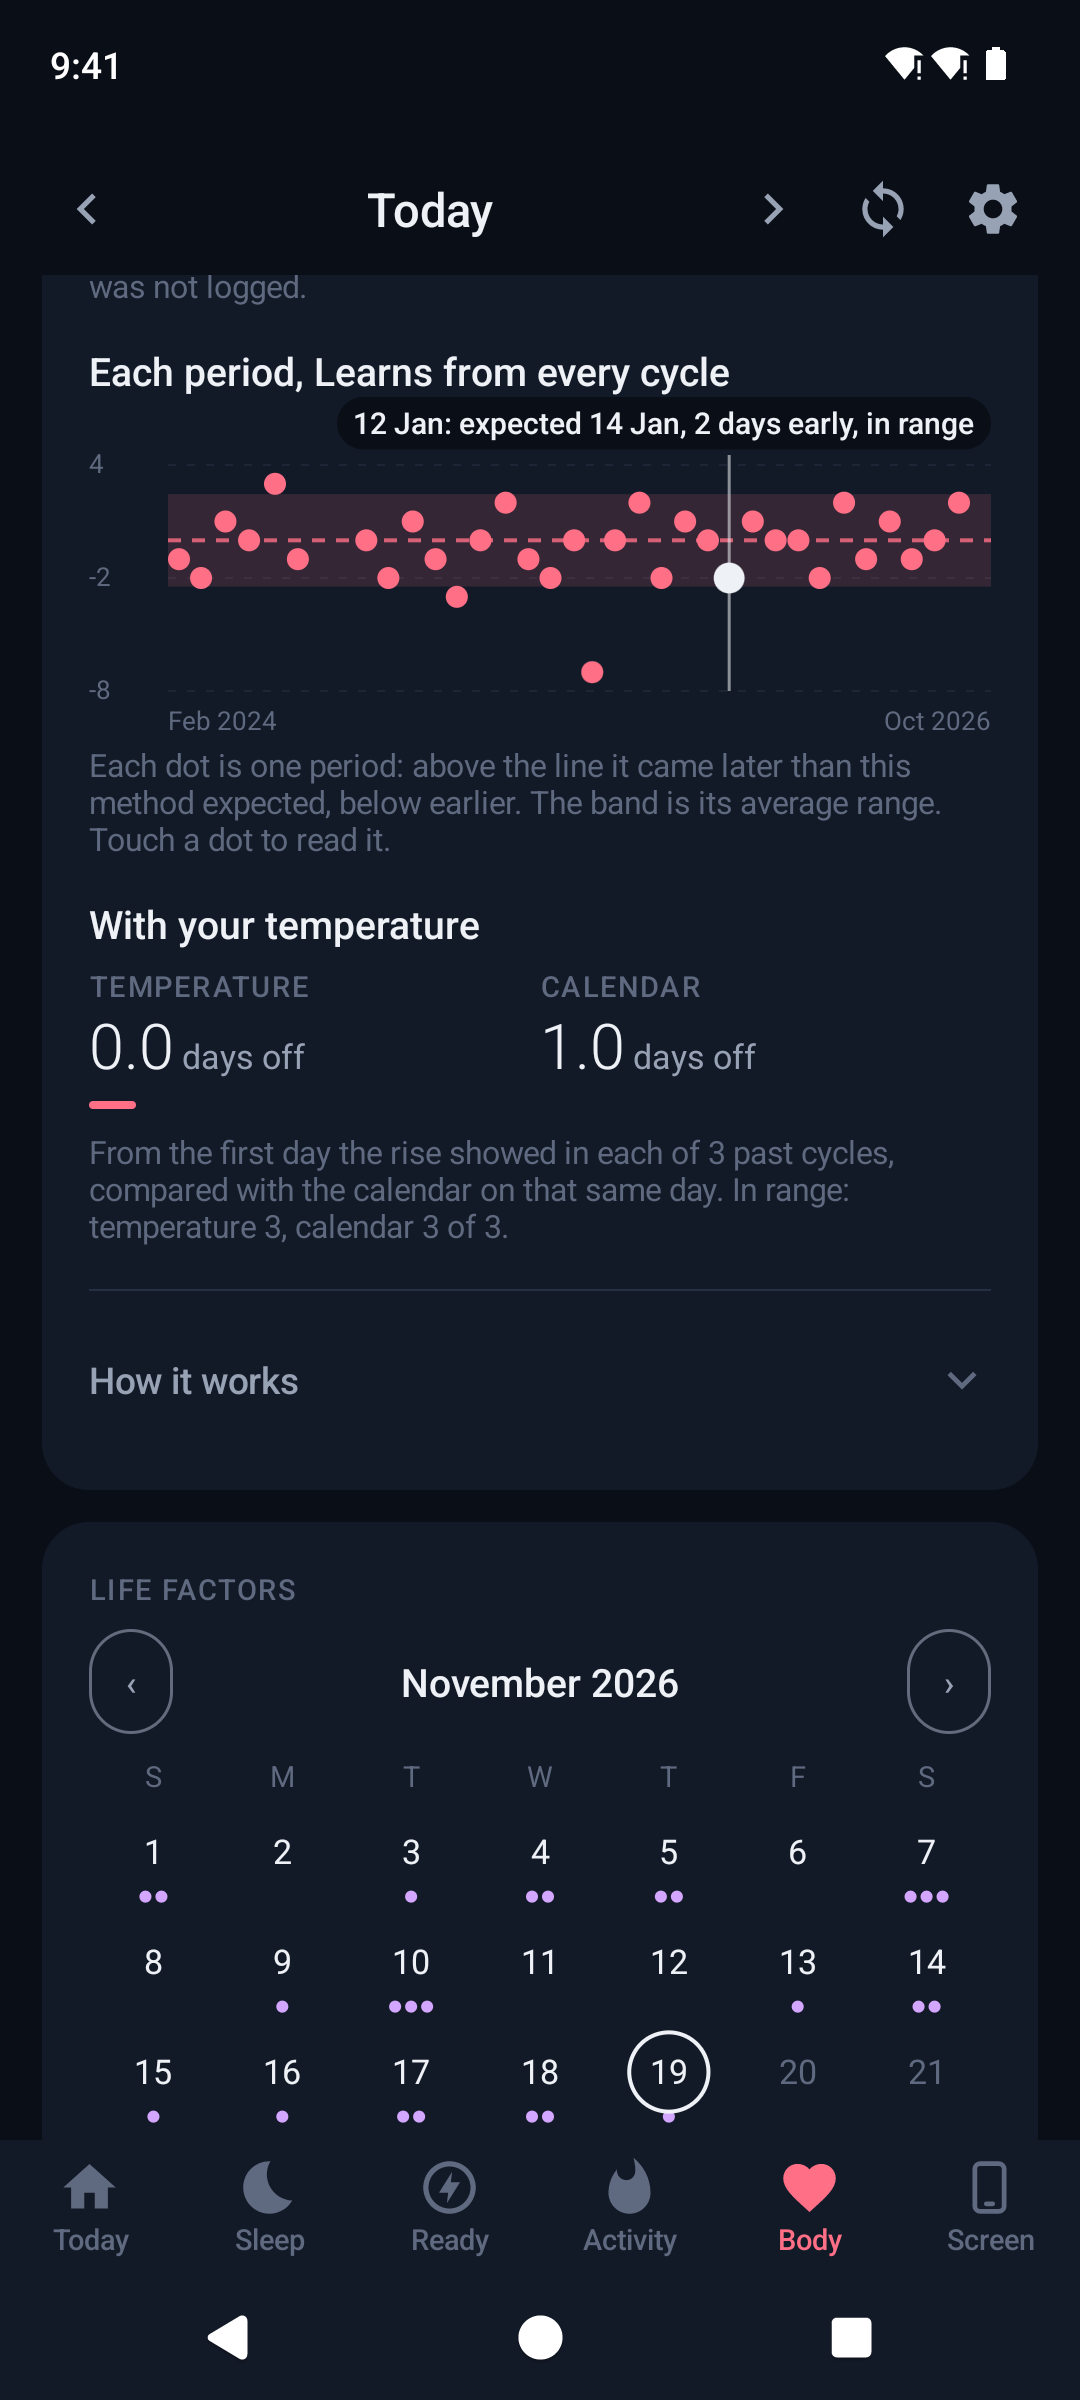 9:41
Today
was not logged.
Each period, Learns from every cycle
12 Jan: expected 14 Jan, 2 days early, in range
4
-2
-8
Feb 2024 Oct 2026
Each dot is one period: above the line it came later than this
method expected, below earlier. The band is its average range.
Touch a dot to read it.
With your temperature
TEMPERATURE CALENDAR
0.0 days off 1.0 days off
From the first day the rise showed in each of 3 past cycles,
compared with the calendar on that same day. In range:
temperature 3, calendar 3 of 3.
How it works
LIFE FACTORS
‹ November 2026 ›
S M T W T F S
1 2 3 4 5 6 7
8 9 10 11 12 13 14
15 16 17 18 19 20 21
Today Sleep Ready Activity Body Screen